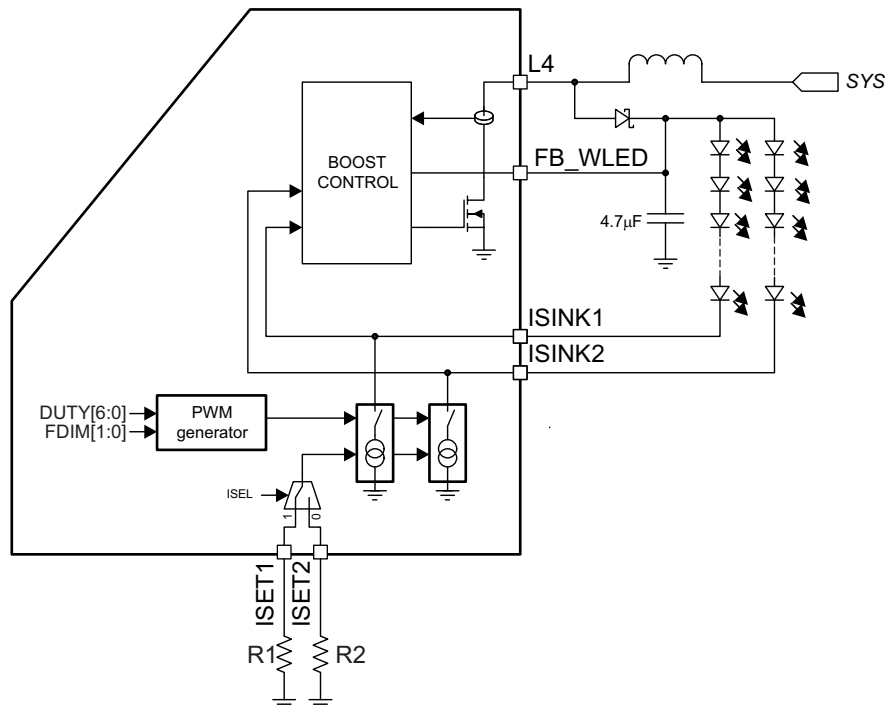 L4
SYS
BOOST
CONTROL
FB_WLED
4.7μF
ISINK1
ISINK2
DUTY[6:0]
FDIM[1:0]
PWM
generator
ISEL
1
0
ISET1
ISET2
R1
R2